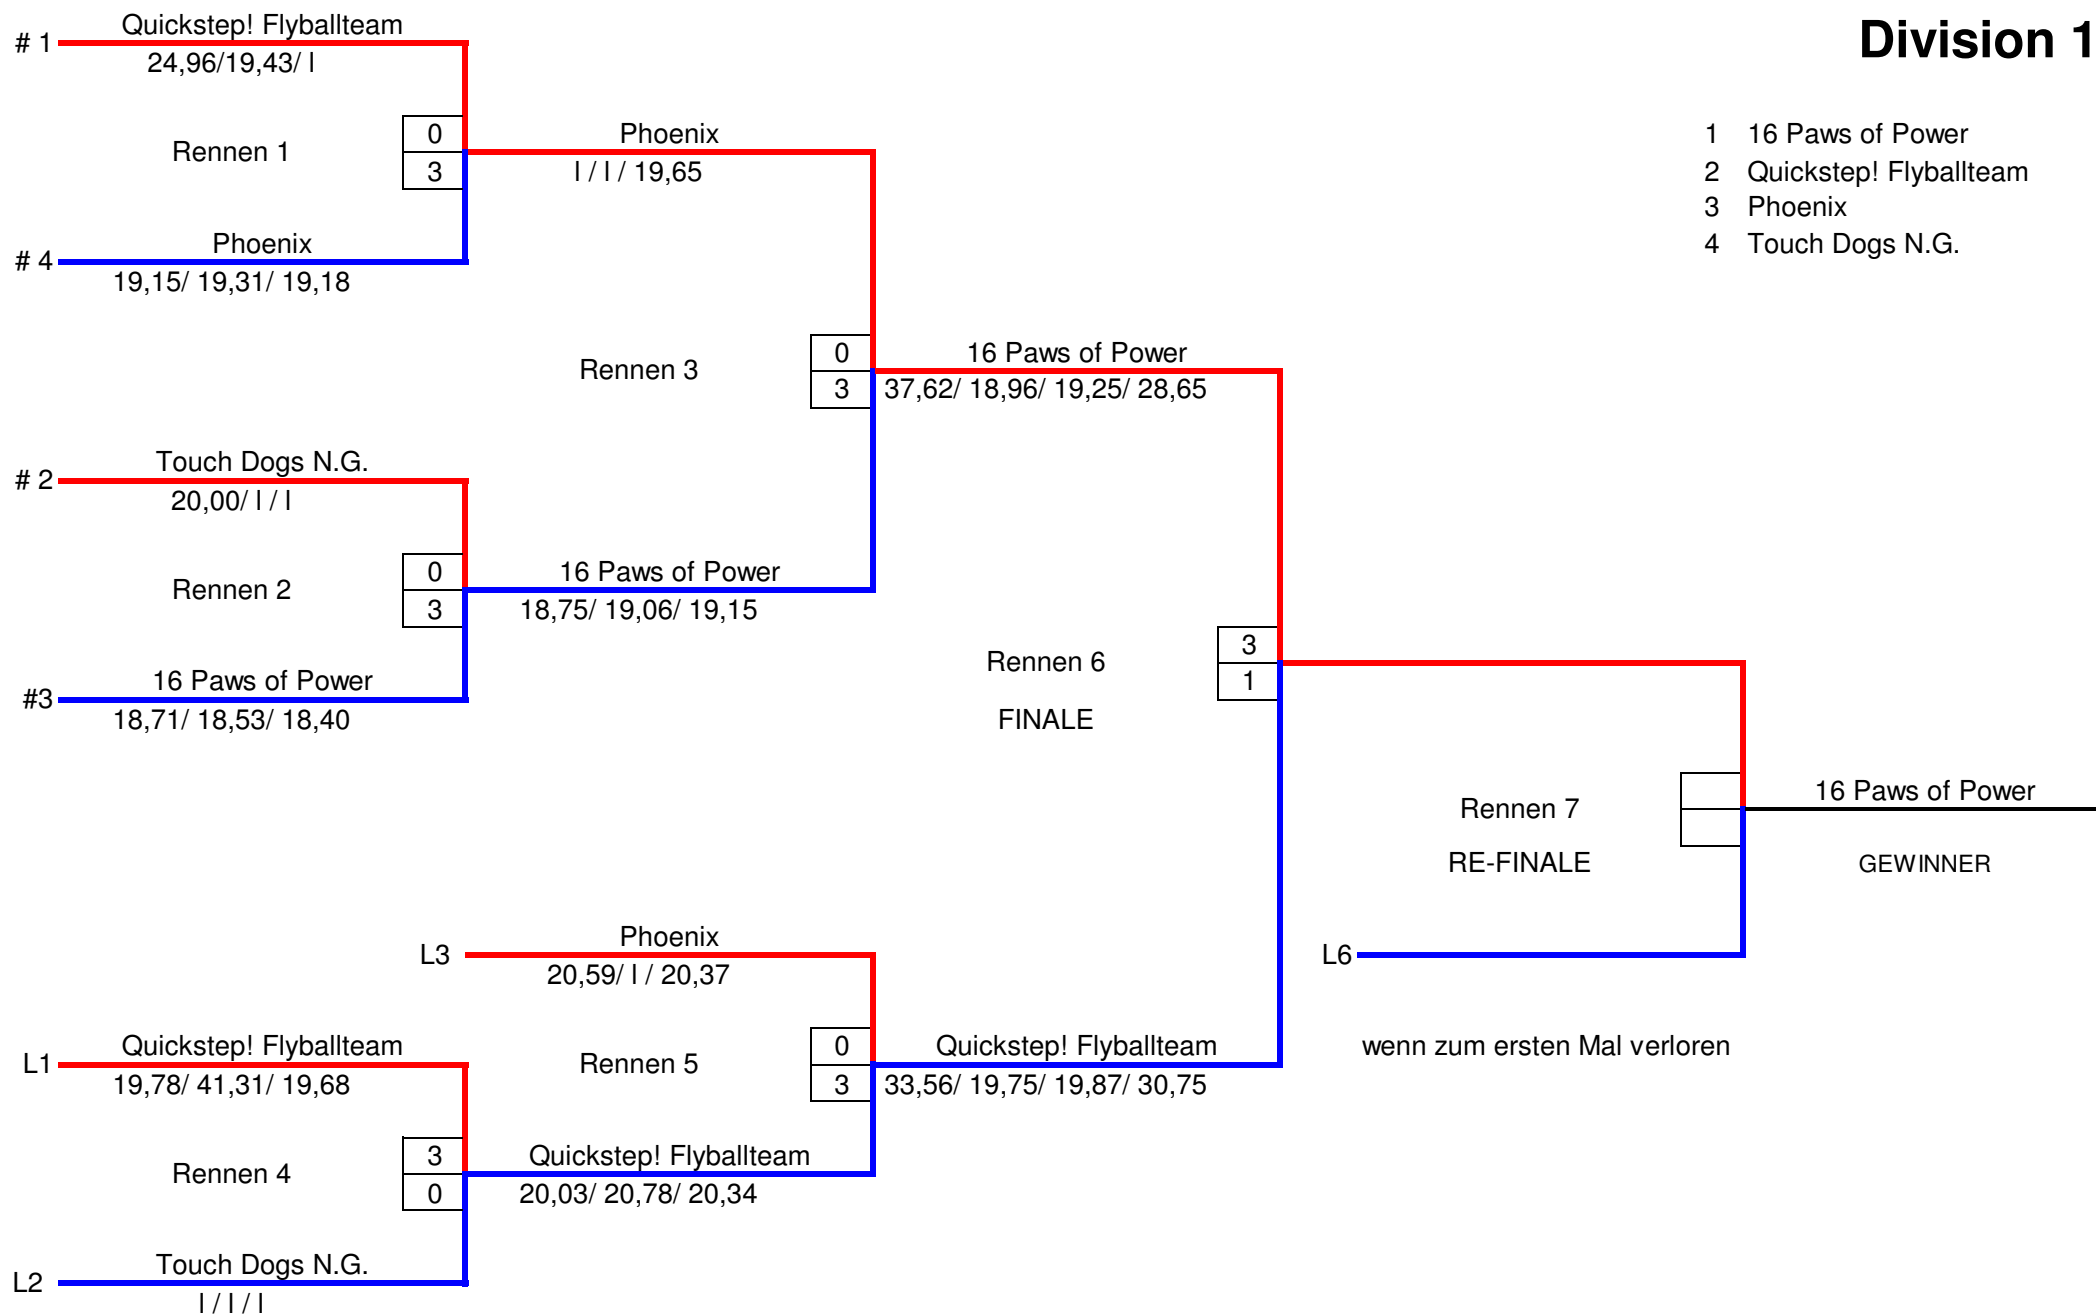 Division 1
# 1
Quickstep! Flyballteam
24,96/19,43/ l
Rennen 1
0
3
# 4
Phoenix
19,15/ 19,31/ 19,18
Phoenix
l / l / 19,65
1 16 Paws of Power
2 Quickstep! Flyballteam
3 Phoenix
4 Touch Dogs N.G.
Rennen 3
0
3
16 Paws of Power
37,62/ 18,96/ 19,25/ 28,65
# 2
Touch Dogs N.G.
20,00/ l / l
Rennen 2
0
3
#3
16 Paws of Power
18,71/ 18,53/ 18,40
16 Paws of Power
18,75/ 19,06/ 19,15
Rennen 6
FINALE
3
1
Rennen 7
RE-FINALE
16 Paws of Power
GEWINNER
L3
Phoenix
20,59/ l / 20,37
L6
wenn zum ersten Mal verloren
L1
Quickstep! Flyballteam
19,78/ 41,31/ 19,68
Rennen 5
0
3
Quickstep! Flyballteam
33,56/ 19,75/ 19,87/ 30,75
Rennen 4
3
0
Quickstep! Flyballteam
20,03/ 20,78/ 20,34
L2
Touch Dogs N.G.
l / l / l